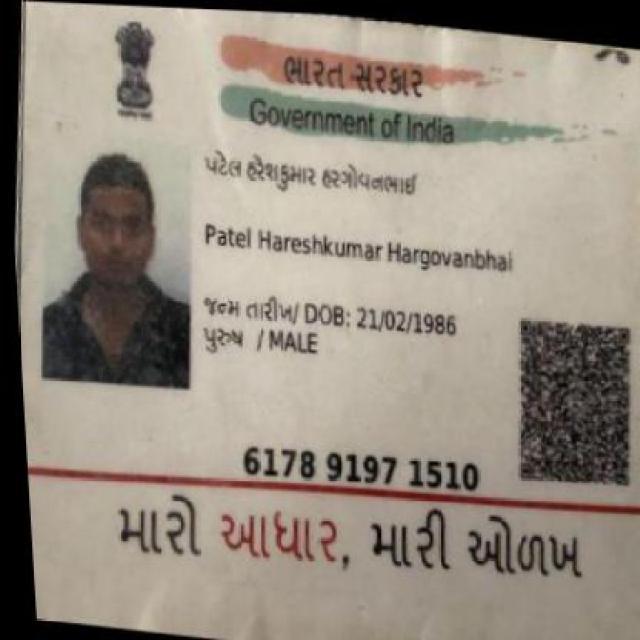 ભારત સરકાર
Government of India
પટેલ હરેશકુમાર હરગોવનભાઈ
Patel Hareshkumar Hargovanbhai
જન્મ તારીખ/ DOB: 21/02/1986
પુરુષ / MALE
6178 9197 1510
મારો આધાર, મારી ઓળખ